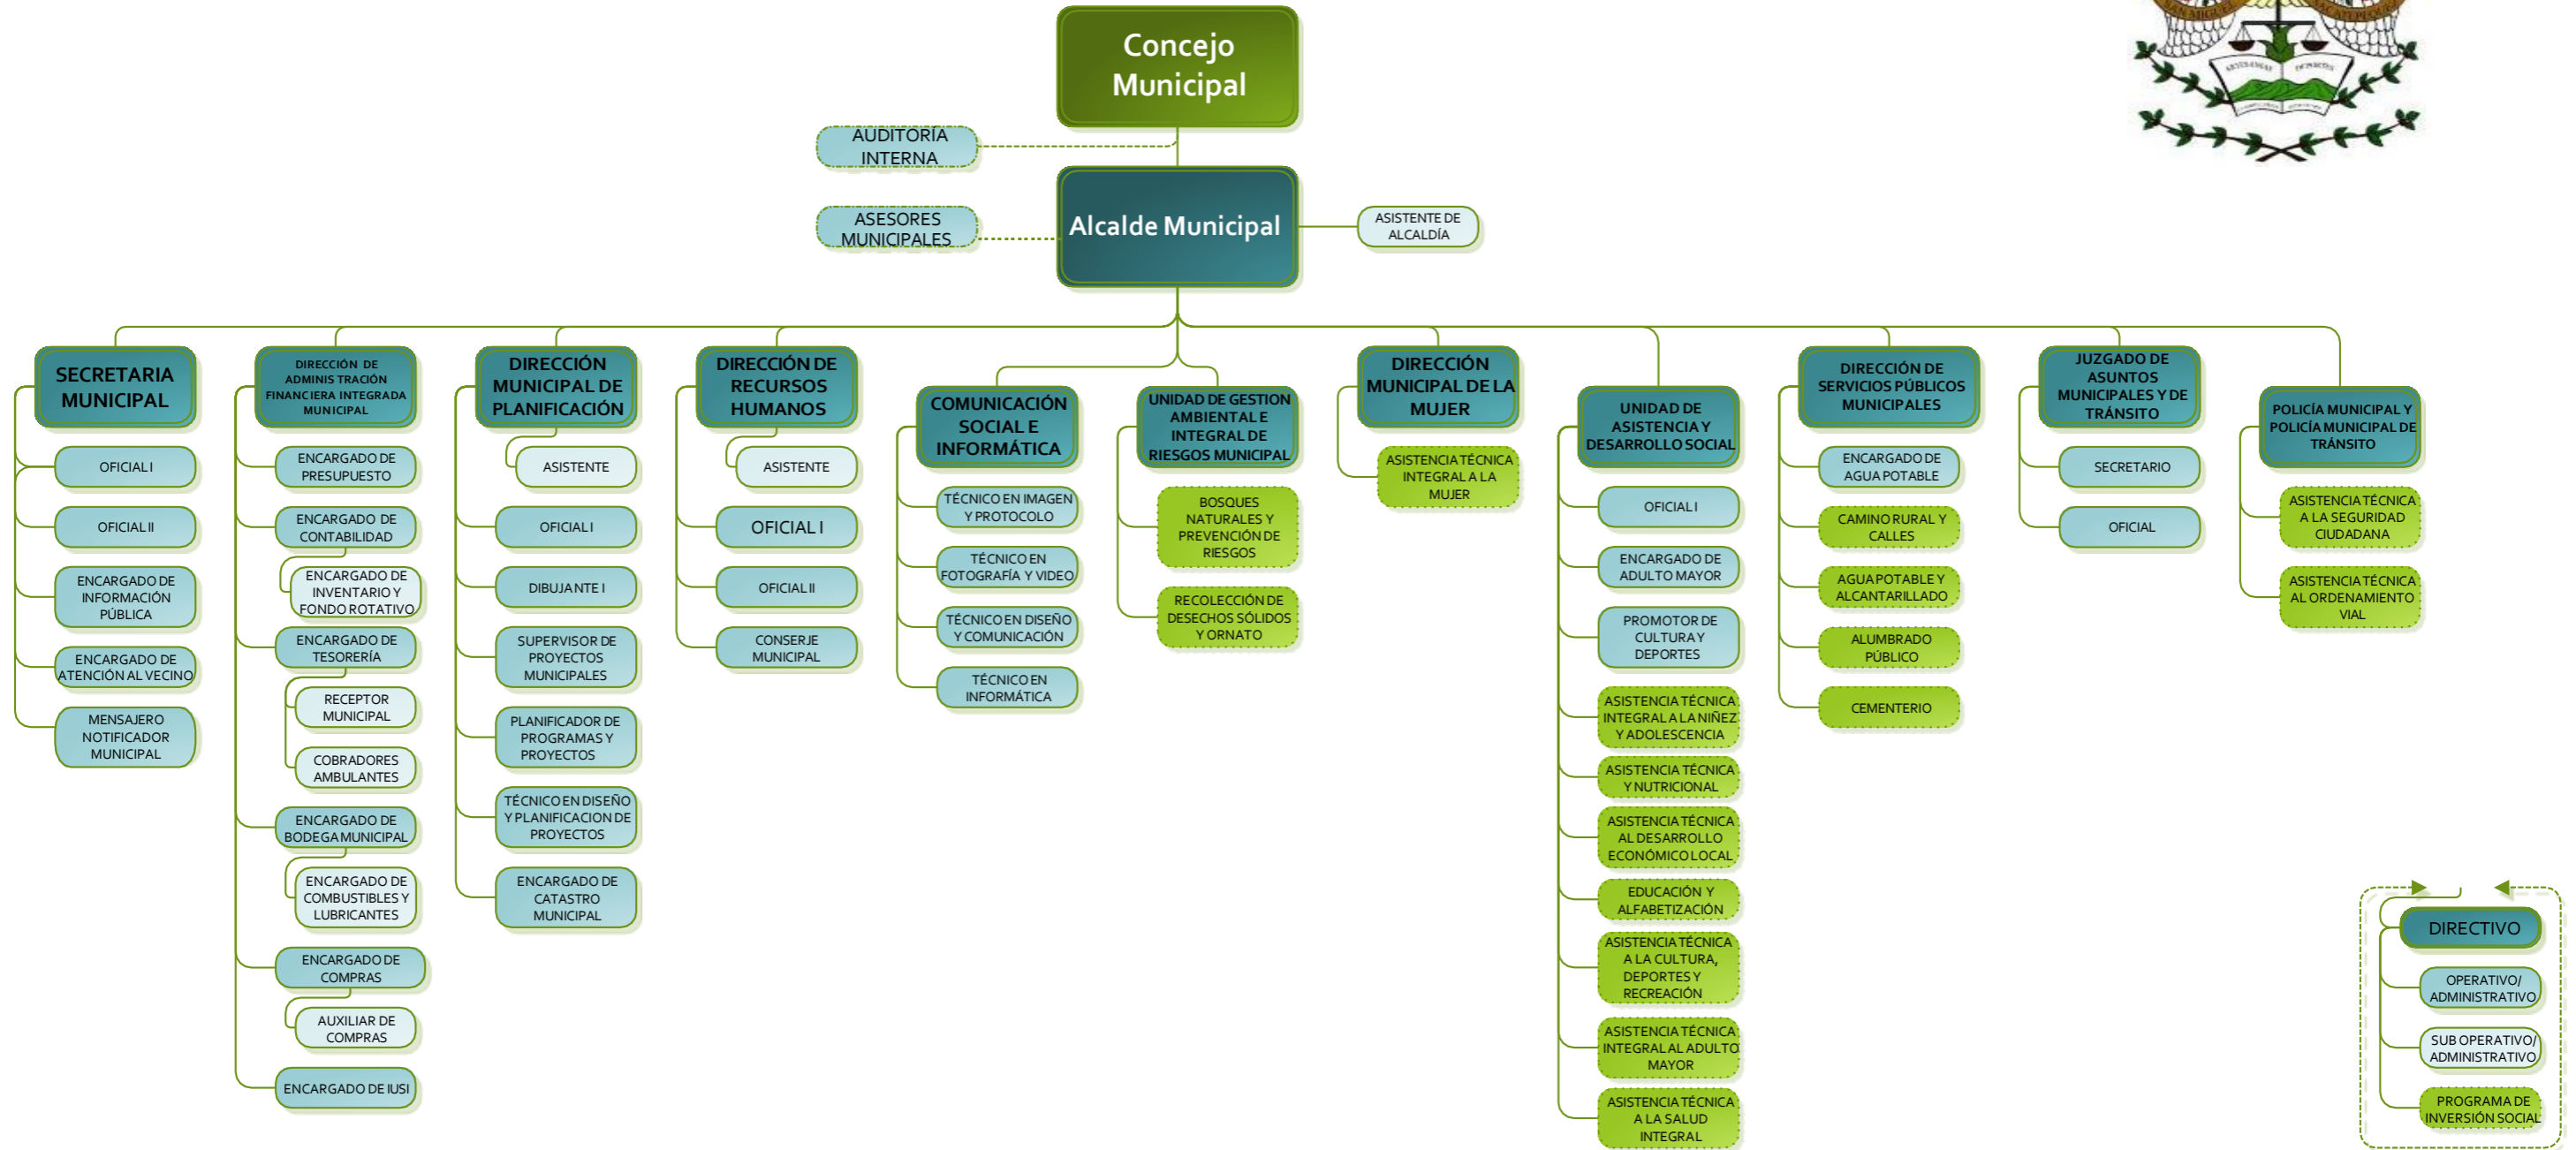 Concejo
Municipal
AUDITORÍA
INTERNA
Alcalde Municipal
ASESORES
MUNICIPALES
ASISTENTE DE
ALCALDÍA
SAN MIGUEL
ARTESANIAS
DEPORTES
SECRETARIA
MUNICIPAL
OFICIAL I
OFICIAL II
ENCARGADO DE
INFORMACIÓN
PÚBLICA
ENCARGADO DE
ATENCIÓN AL VECINO
MENSAJERO
NOTIFICADOR
MUNICIPAL
DIRECCIÓN DE
ADMINIS TRACIÓN
FINANCIERA INTEGRADA
MUNICIPAL
ENCARGADO DE
PRESUPUESTO
ENCARGADO DE
CONTABILIDAD
ENCARGADO DE
INVENTARIO Y
FONDO ROTATIVO
ENCARGADO DE
TESORERÍA
RECEPTOR
MUNICIPAL
COBRADORES
AMBULANTES
ENCARGADO DE
BODEGA MUNICIPAL
ENCARGADO DE
COMBUSTIBLES Y
LUBRICANTES
ENCARGADO DE
COMPRAS
AUXILIAR DE
COMPRAS
ENCARGADO DE IUSI
DIRECCIÓN
MUNICIPAL DE
PLANIFICACIÓN
ASISTENTE
OFICIAL I
DIBUJANTE I
SUPERVISOR DE
PROYECTOS
MUNICIPALES
PLANIFICADOR DE
PROGRAMAS Y
PROYECTOS
TÉCNICO EN DISEÑO
Y PLANIFICACION DE
PROYECTOS
ENCARGADO DE
CATASTRO
MUNICIPAL
DIRECCIÓN DE
RECURSOS
HUMANOS
ASISTENTE
OFICIAL I
OFICIAL II
CONSERJE
MUNICIPAL
COMUNICACIÓN
SOCIAL E
INFORMÁTICA
TÉCNICO EN IMAGEN
Y PROTOCOLO
TÉCNICO EN
FOTOGRAFÍA Y VIDEO
TÉCNICO EN DISEÑO
Y COMUNICACIÓN
TÉCNICO EN
INFORMÁTICA
UNIDAD DE GESTION
AMBIENTAL E
INTEGRAL DE
RIESGOS MUNICIPAL
BOSQUES
NATURALES Y
PREVENCIÓN DE
RIESGOS
RECOLECCIÓN DE
DESECHOS SÓLIDOS
Y ORNATO
DIRECCIÓN
MUNICIPAL DE LA
MUJER
ASISTENCIA TÉCNICA
INTEGRAL A LA
MUJER
UNIDAD DE
ASISTENCIA Y
DESARROLLO SOCIAL
OFICIAL I
ENCARGADO DE
ADULTO MAYOR
PROMOTOR DE
CULTURA Y
DEPORTES
ASISTENCIA TÉCNICA
INTEGRAL A LA NIÑEZ
Y ADOLESCENCIA
ASISTENCIA TÉCNICA
Y NUTRICIONAL
ASISTENCIA TÉCNICA
AL DESARROLLO
ECONÓMICO LOCAL
EDUCACIÓN Y
ALFABETIZACIÓN
ASISTENCIA TÉCNICA
A LA CULTURA,
DEPORTES Y
RECREACIÓN
ASISTENCIA TÉCNICA
INTEGRAL AL ADULTO
MAYOR
ASISTENCIA TÉCNICA
A LA SALUD
INTEGRAL
DIRECCIÓN DE
SERVICIOS PÚBLICOS
MUNICIPALES
ENCARGADO DE
AGUA POTABLE
CAMINO RURAL Y
CALLES
AGUA POTABLE Y
ALCANTARILLADO
ALUMBRADO
PÚBLICO
CEMENTERIO
JUZGADO DE
ASUNTOS
MUNICIPALES Y DE
TRÁNSITO
SECRETARIO
OFICIAL
POLICÍA MUNICIPAL Y
POLICÍA MUNICIPAL DE
TRÁNSITO
ASISTENCIA TÉCNICA
A LA SEGURIDAD
CIUDADANA
ASISTENCIA TÉCNICA
AL ORDENAMIENTO
VIAL
DIRECTIVO
OPERATIVO/
ADMINISTRATIVO
SUB OPERATIVO/
ADMINISTRATIVO
PROGRAMA DE
INVERSIÓN SOCIAL